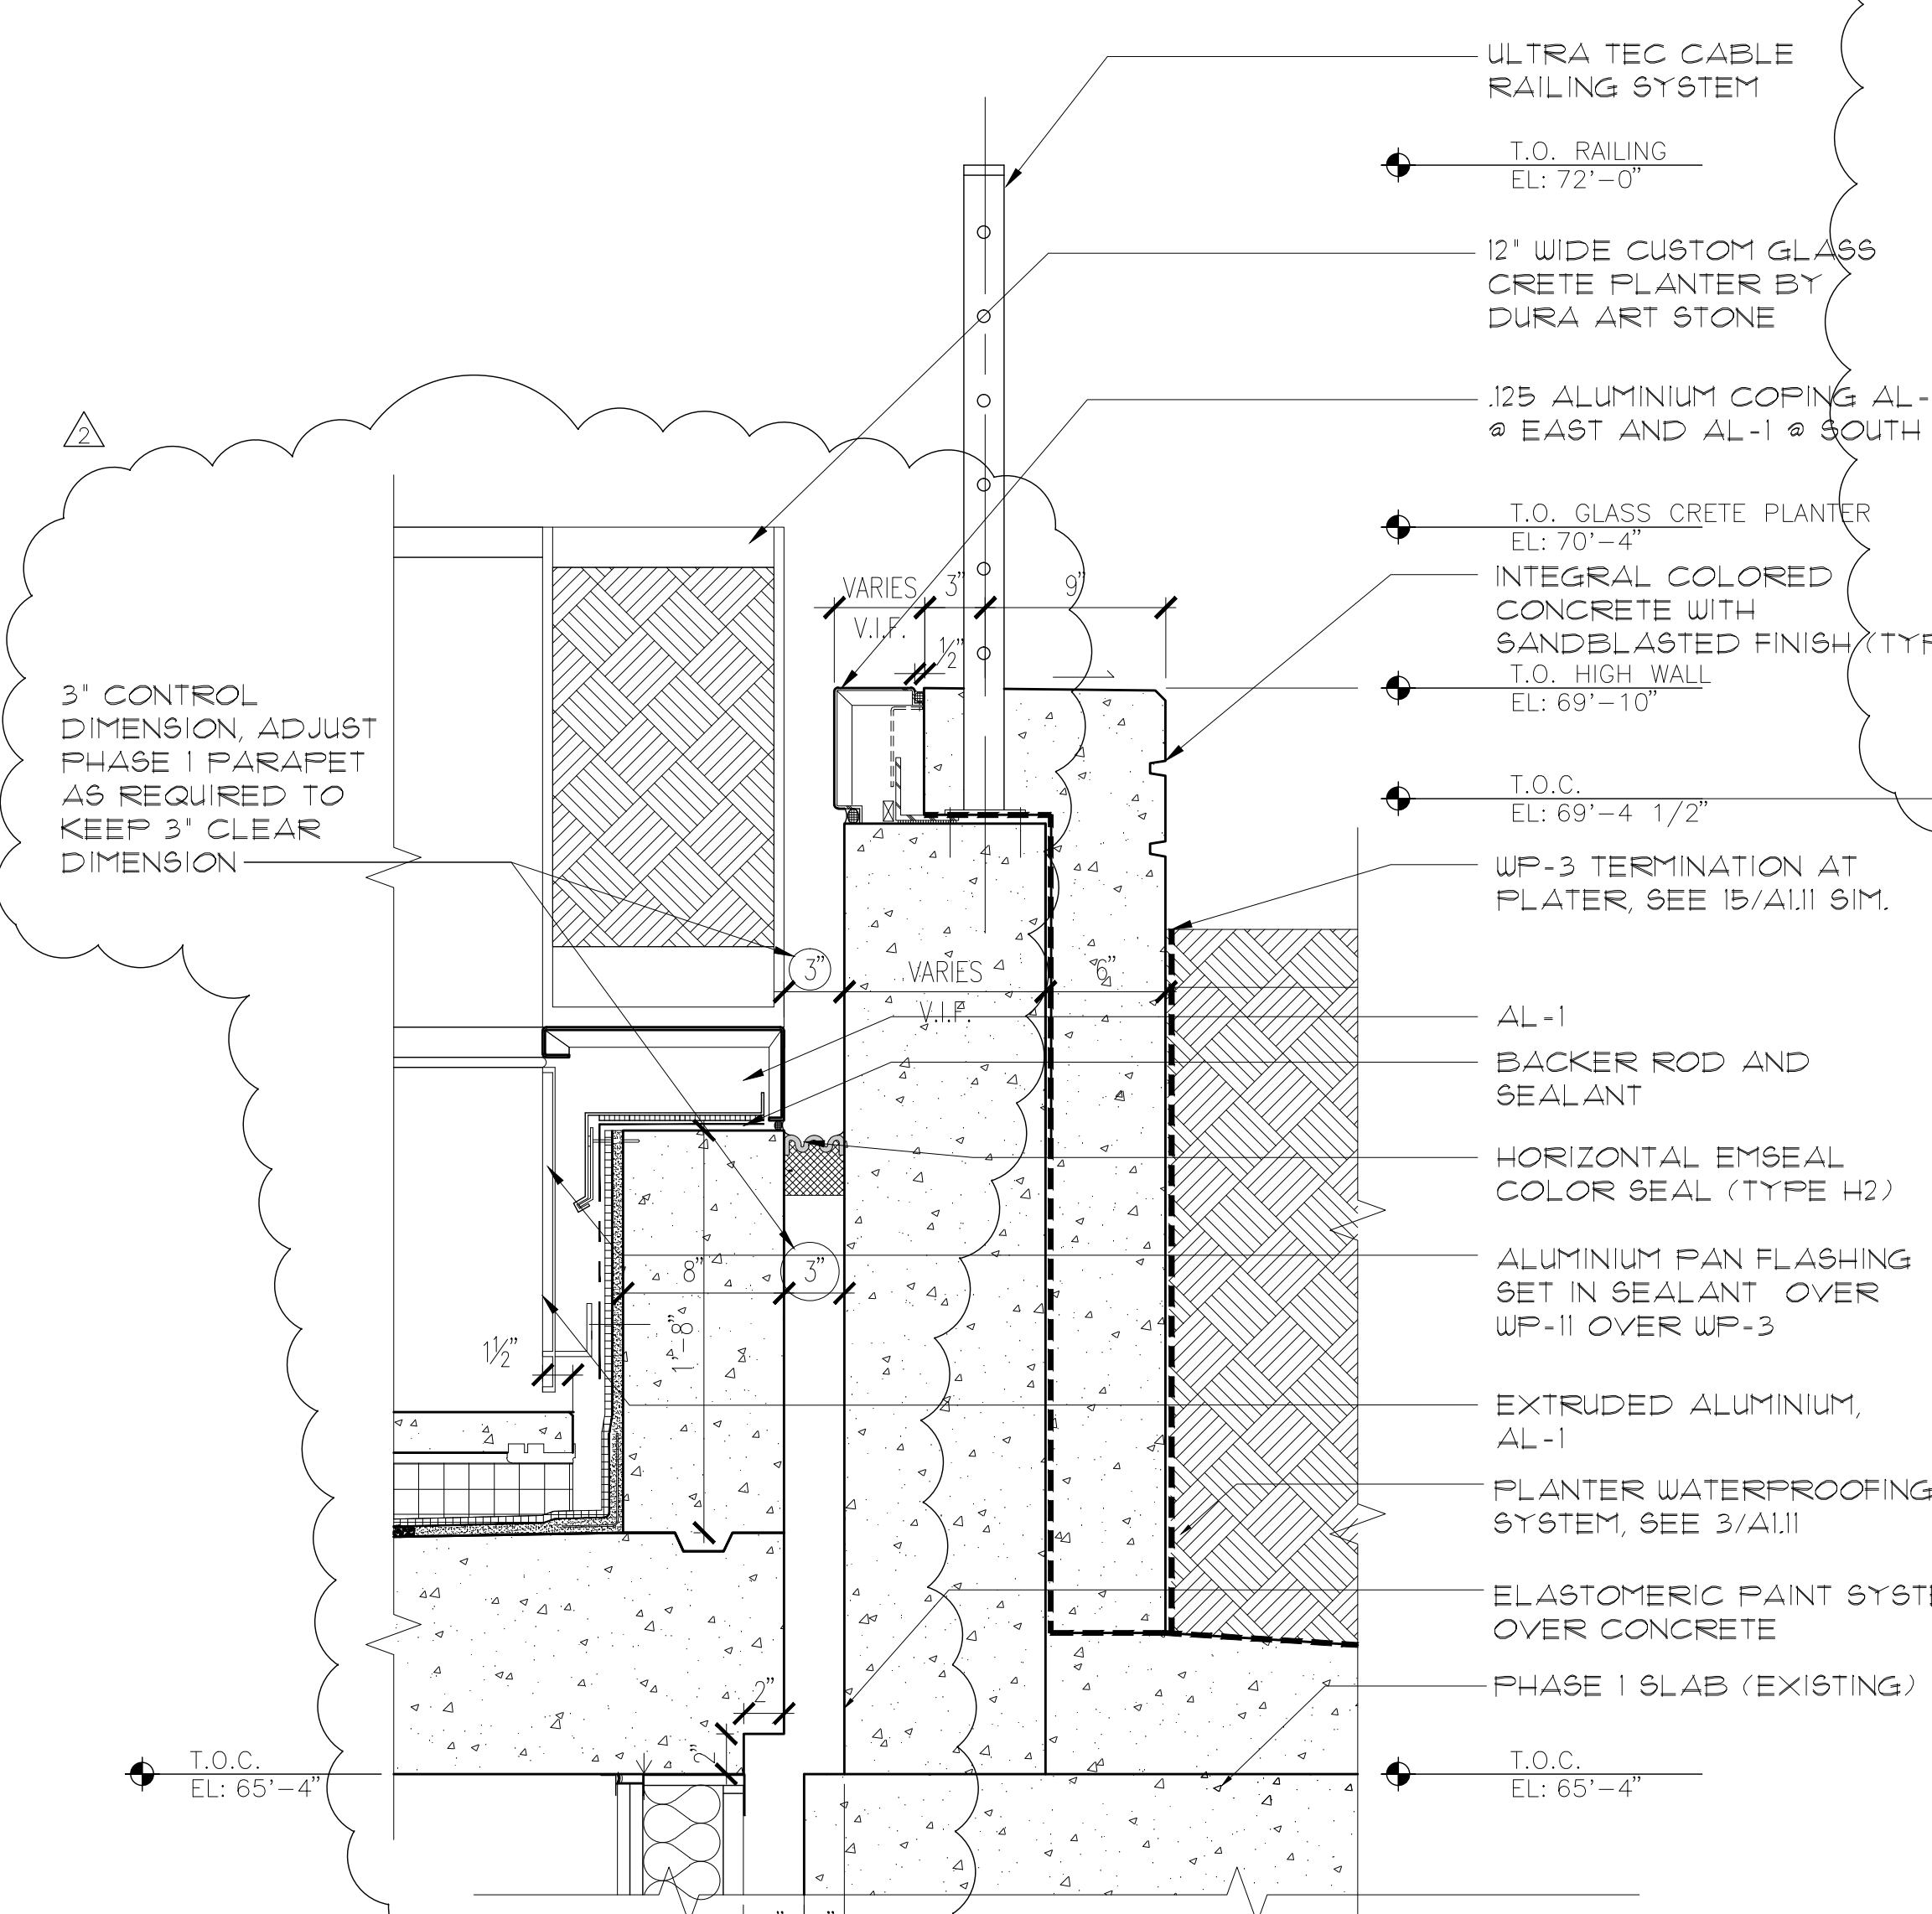 ULTRA TEC CABLE
RAILING SYSTEM
T.O. RAILING
EL: 72'-0"
12" WIDE CUSTOM GLASS
CRETE PLANTER BY
DURA ART STONE
.125 ALUMINIUM COPING AL-
@ EAST AND AL-1 @ SOUTH
2
T.O. GLASS CRETE PLANTER
EL: 70'-4"
INTEGRAL COLORED
CONCRETE WITH
SANDBLASTED FINISH (TYP
VARIES
3"
9"
V.I.F.
1/2"
T.O. HIGH WALL
EL: 69'-10"
3" CONTROL
DIMENSION, ADJUST
PHASE 1 PARAPET
AS REQUIRED TO
KEEP 3" CLEAR
DIMENSION
T.O.C.
EL: 69'-4 1/2"
WP-3 TERMINATION AT
PLATER, SEE 15/A1.11 SIM.
3"
VARIES
6"
V.I.F.
AL-1
BACKER ROD AND
SEALANT
HORIZONTAL EMSEAL
COLOR SEAL (TYPE H2)
8"
3"
ALUMINIUM PAN FLASHING
SET IN SEALANT OVER
WP-11 OVER WP-3
1'-8"
1 1/2"
EXTRUDED ALUMINIUM,
AL-1
PLANTER WATERPROOFING
SYSTEM, SEE 3/A1.11
ELASTOMERIC PAINT SYSTE
OVER CONCRETE
PHASE 1 SLAB (EXISTING)
2"
2"
T.O.C.
EL: 65'-4"
T.O.C.
EL: 65'-4"